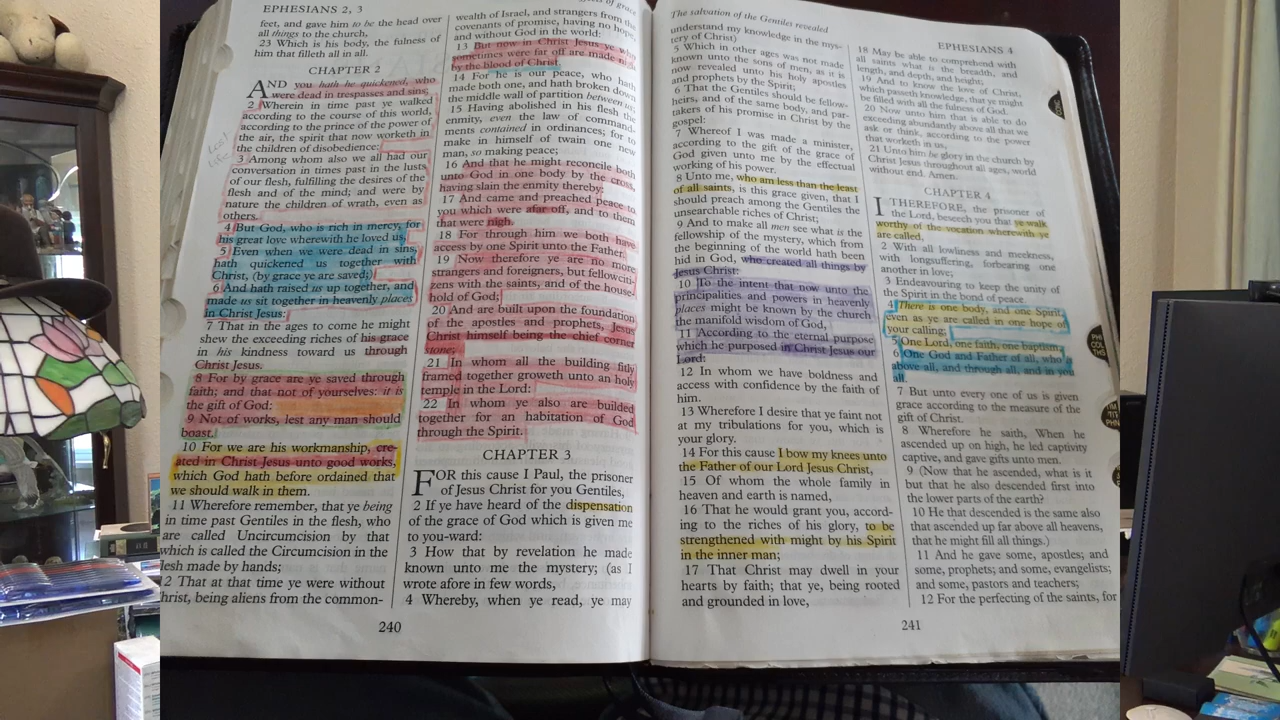 EPHESIANS 2, 3
feet, and gave him to be the head over
all things to the church,
23 Which is his body, the fulness of
him that filleth all in all.
CHAPTER 2
AND you hath he quickened, who
were dead in trespasses and sins;
2 Wherein in time past ye walked
according to the course of this world,
according to the prince of the power of
the air, the spirit that now worketh in
the children of disobedience:
3 Among whom also we all had our
conversation in times past in the lusts
of our flesh, fulfilling the desires of the
flesh and of the mind; and were by
nature the children of wrath, even as
others.
4 But God, who is rich in mercy, for
his great love wherewith he loved us,
5 Even when we were dead in sins,
hath quickened us together with
Christ, (by grace ye are saved;)
6 And hath raised us up together, and
made us sit together in heavenly places
in Christ Jesus:
7 That in the ages to come he might
shew the exceeding riches of his grace
in his kindness toward us through
Christ Jesus.
8 For by grace are ye saved through
faith; and that not of yourselves: it is
the gift of God:
9 Not of works, lest any man should
boast.
10 For we are his workmanship, cre-
ated in Christ Jesus unto good works,
which God hath before ordained that
we should walk in them.
11 Wherefore remember, that ye being
in time past Gentiles in the flesh, who
are called Uncircumcision by that
which is called the Circumcision in the
flesh made by hands;
12 That at that time ye were without
Christ, being aliens from the common-
240
of grace
wealth of Israel, and strangers from the
covenants of promise, having no hope,
and without God in the world:
13 But now in Christ Jesus ye who
sometimes were far off are made nigh
by the blood of Christ.
14 For he is our peace, who hath
made both one, and hath broken down
the middle wall of partition between us;
15 Having abolished in his flesh the
enmity, even the law of command-
ments contained in ordinances; for to
make in himself of twain one new
man, so making peace;
16 And that he might reconcile both
unto God in one body by the cross,
having slain the enmity thereby:
17 And came and preached peace to
you which were afar off, and to them
that were nigh.
18 For through him we both have
access by one Spirit unto the Father.
19 Now therefore ye are no more
strangers and foreigners, but fellowciti-
zens with the saints, and of the house-
hold of God;
20 And are built upon the foundation
of the apostles and prophets, Jesus
Christ himself being the chief corner
stone;
21 In whom all the building fitly
framed together groweth unto an holy
temple in the Lord:
22 In whom ye also are builded
together for an habitation of God
through the Spirit.
CHAPTER 3
FOR this cause I Paul, the prisoner
of Jesus Christ for you Gentiles,
2 If ye have heard of the dispensation
of the grace of God which is given me
to you-ward:
3 How that by revelation he made
known unto me the mystery; (as I
wrote afore in few words,
4 Whereby, when ye read, ye may
The salvation of the Gentiles revealed
understand my knowledge in the mys-
tery of Christ)
5 Which in other ages was not made
known unto the sons of men, as it is
now revealed unto his holy apostles
and prophets by the Spirit;
6 That the Gentiles should be fellow-
heirs, and of the same body, and par-
takers of his promise in Christ by the
gospel:
7 Whereof I was made a minister,
according to the gift of the grace of
God given unto me by the effectual
working of his power.
8 Unto me, who am less than the least
of all saints, is this grace given, that I
should preach among the Gentiles the
unsearchable riches of Christ;
9 And to make all men see what is the
fellowship of the mystery, which from
the beginning of the world hath been
hid in God, who created all things by
Jesus Christ:
10 To the intent that now unto the
principalities and powers in heavenly
places might be known by the church
the manifold wisdom of God,
11 According to the eternal purpose
which he purposed in Christ Jesus our
Lord:
12 In whom we have boldness and
access with confidence by the faith of
him.
13 Wherefore I desire that ye faint not
at my tribulations for you, which is
your glory.
14 For this cause I bow my knees unto
the Father of our Lord Jesus Christ,
15 Of whom the whole family in
heaven and earth is named,
16 That he would grant you, accord-
ing to the riches of his glory, to be
strengthened with might by his Spirit
in the inner man;
17 That Christ may dwell in your
hearts by faith; that ye, being rooted
and grounded in love,
241
EPHESIANS 4
18 May be able to comprehend with
all saints what is the breadth, and
length, and depth, and height;
19 And to know the love of Christ,
which passeth knowledge, that ye might
be filled with all the fulness of God.
20 Now unto him that is able to do
exceeding abundantly above all that we
ask or think, according to the power
that worketh in us,
21 Unto him be glory in the church by
Christ Jesus throughout all ages, world
without end. Amen.
CHAPTER 4
I THEREFORE, the prisoner of
the Lord, beseech you that ye walk
worthy of the vocation wherewith ye
are called,
2 With all lowliness and meekness,
with longsuffering, forbearing one
another in love;
3 Endeavouring to keep the unity of
the Spirit in the bond of peace.
4 There is one body, and one Spirit,
even as ye are called in one hope of
your calling;
5 One Lord, one faith, one baptism,
6 One God and Father of all, who is
above all, and through all, and in you
all.
7 But unto every one of us is given
grace according to the measure of the
gift of Christ.
8 Wherefore he saith, When he
ascended up on high, he led captivity
captive, and gave gifts unto men.
9 (Now that he ascended, what is it
but that he also descended first into
the lower parts of the earth?
10 He that descended is the same also
that ascended up far above all heavens,
that he might fill all things.)
11 And he gave some, apostles; and
some, prophets; and some, evangelists;
and some, pastors and teachers;
12 For the perfecting of the saints, for
PHI
COL
THS